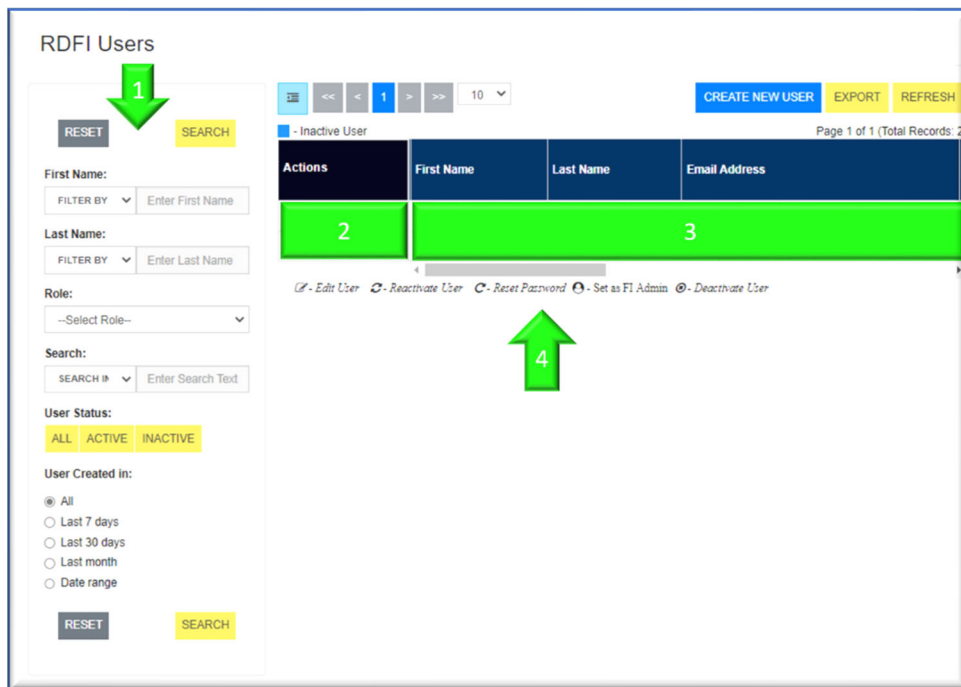 RDFI Users
1
RESET
SEARCH
First Name:
FILTER BY
Enter First Name
Last Name:
FILTER BY
Enter Last Name
Role:
--Select Role--
Search:
SEARCH IN
Enter Search Text
User Status:
ALL ACTIVE INACTIVE
User Created in:
All
Last 7 days
Last 30 days
Last month
Date range
RESET
SEARCH
<< < 1 > >> 10
CREATE NEW USER EXPORT REFRESH
- Inactive User
Page 1 of 1 (Total Records: 2
Actions First Name Last Name Email Address
2 3
- Edit User - Reactivate User - Reset Password - Set as FI Admin - Deactivate User
4